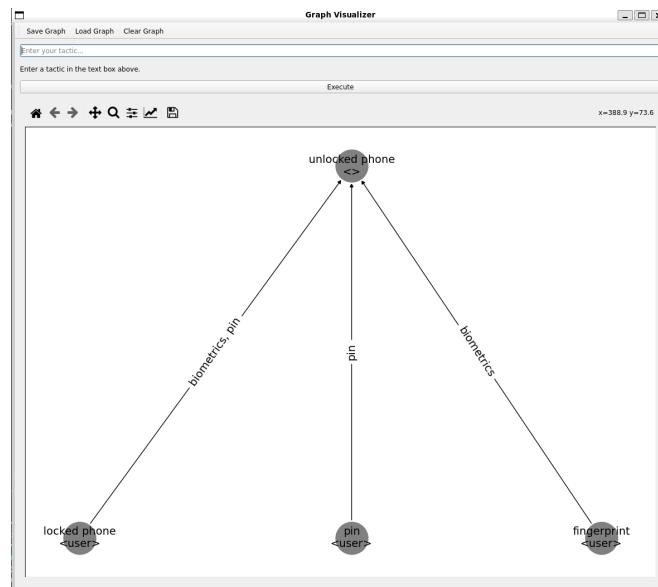 Graph Visualizer
Save Graph Load Graph Clear Graph
Enter your tactic...
Enter a tactic in the text box above.
Execute
x=388.9 y=73.6
unlocked phone
<>
biometrics, pin
pin
biometrics
locked phone
<user>
pin
<user>
fingerprint
<user>